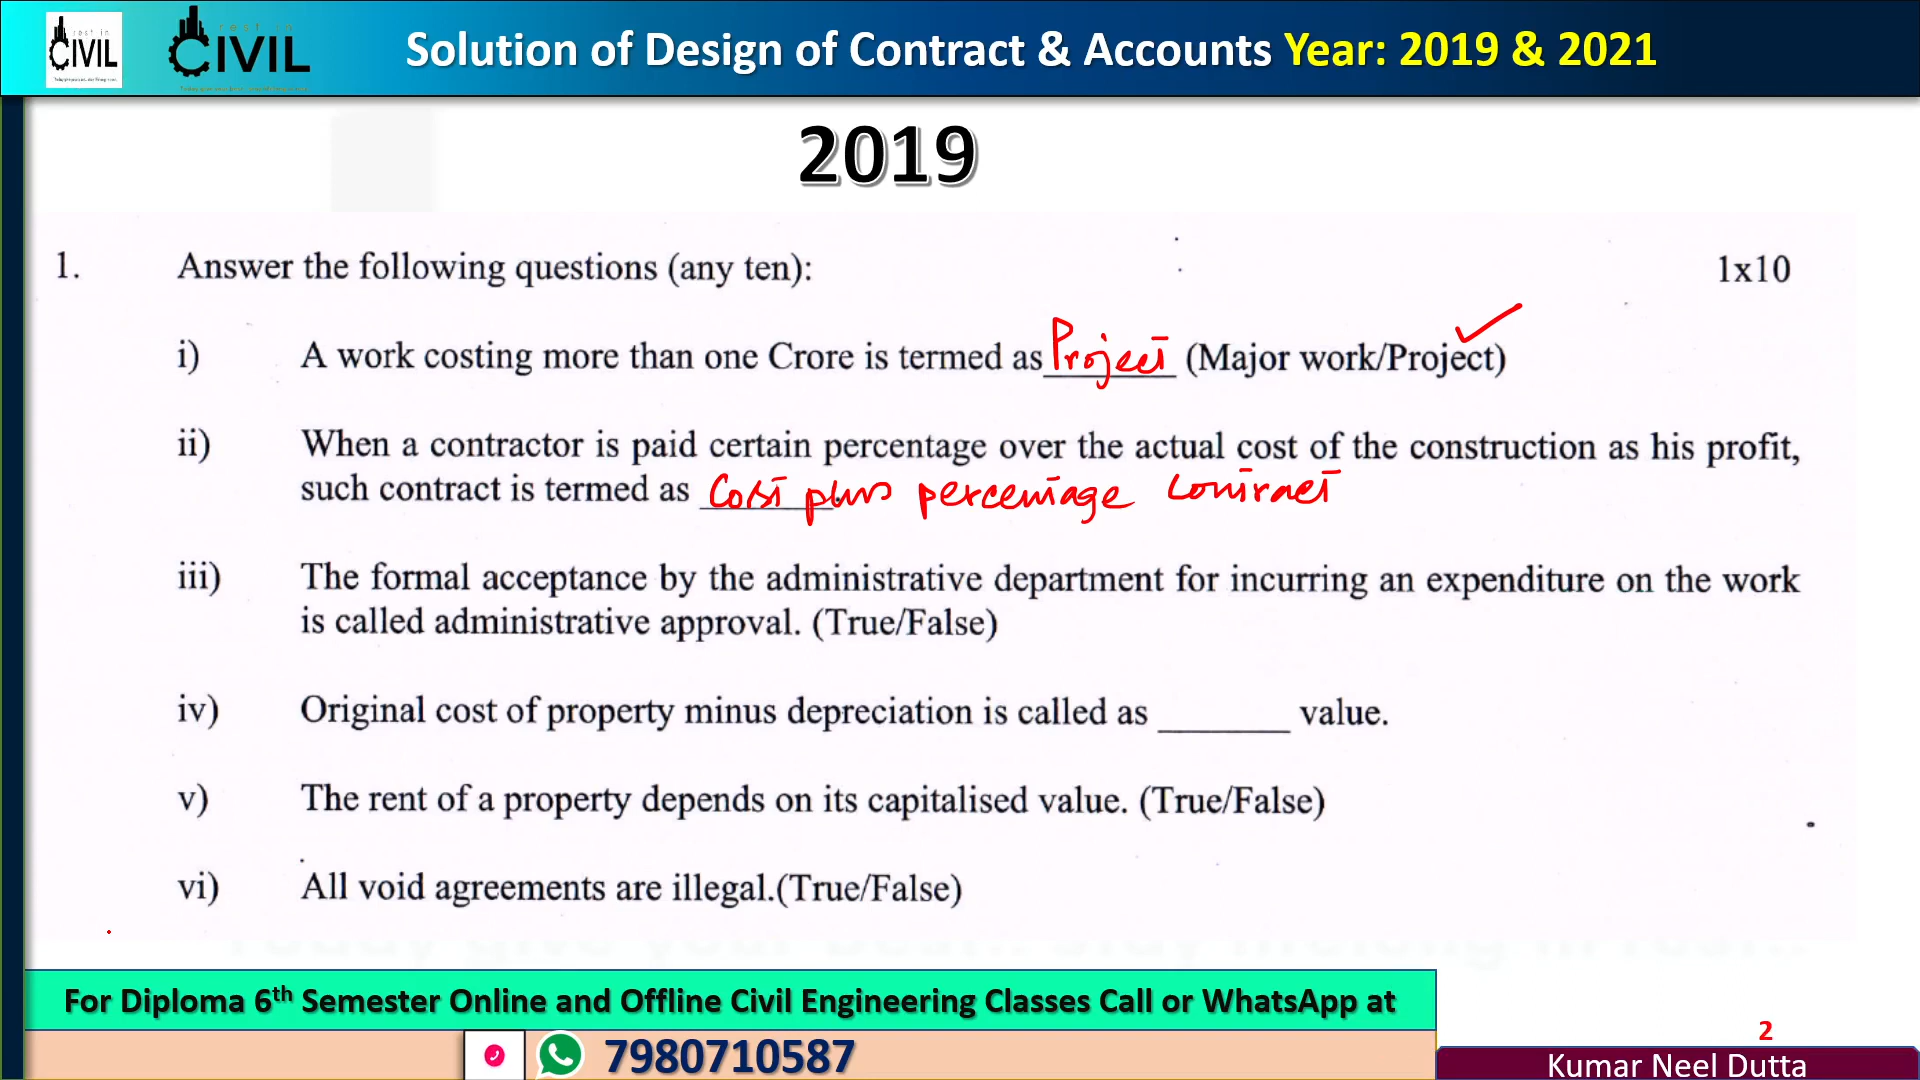 rest in
CIVIL
rest in
CIVIL
Solution of Design of Contract & Accounts Year: 2019 & 2021
2019
1. Answer the following questions (any ten): 1x10
i) A work costing more than one Crore is termed as Project (Major work/Project)
ii) When a contractor is paid certain percentage over the actual cost of the construction as his profit,
such contract is termed as Cost plus percentage contract
iii) The formal acceptance by the administrative department for incurring an expenditure on the work
is called administrative approval. (True/False)
iv) Original cost of property minus depreciation is called as ______ value.
v) The rent of a property depends on its capitalised value. (True/False)
vi) All void agreements are illegal.(True/False)
For Diploma 6th Semester Online and Offline Civil Engineering Classes Call or WhatsApp at
7980710587
2
Kumar Neel Dutta